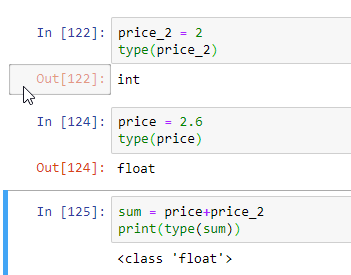 In [122]: price_2 = 2
type(price_2)
Out[122]: int
In [124]: price = 2.6
type(price)
Out[124]: float
In [125]: sum = price+price_2
print(type(sum))
<class 'float'>